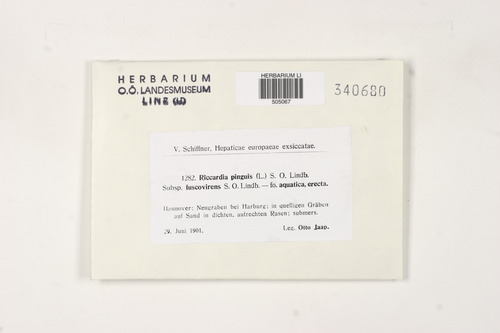 HERBARIUM
O.Ö. LANDESMUSEUM
LINZ (LI)
HERBARIUM LI
505067
340680
V. Schiffner, Hepaticae europaeae exsiccatae.
1282. Riccardia pinguis (L.) S. O. Lindb.
Subsp. fuscovirens S. O. Lindb. — fo. aquatica, erecta.
Hannover: Neugraben bei Harburg; in quelligen Gräben
auf Sand in dichten, aufrechten Rasen; submers.
29. Juni 1901.
Leg. Otto Jaap.